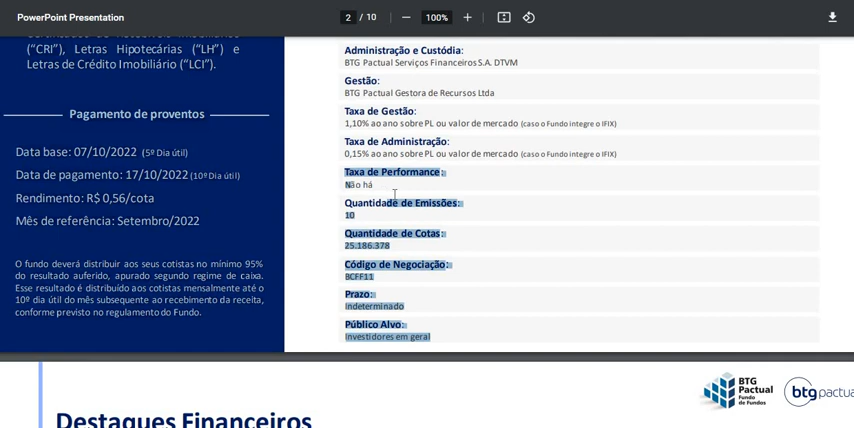 PowerPoint Presentation
2 / 10
100%
("CRI"), Letras Hipotecárias ("LH") e
Letras de Crédito Imobiliário ("LCI").
Pagamento de proventos
Data base: 07/10/2022 (5º Dia útil)
Data de pagamento: 17/10/2022 (10º Dia útil)
Rendimento: R$ 0,56/cota
Mês de referência: Setembro/2022
O fundo deverá distribuir aos seus cotistas no mínimo 95%
do resultado auferido, apurado segundo regime de caixa.
Esse resultado é distribuído aos cotistas mensalmente até o
10º dia útil do mês subsequente ao recebimento da receita,
conforme previsto no regulamento do Fundo.
Administração e Custódia:
BTG Pactual Serviços Financeiros S.A. DTVM
Gestão:
BTG Pactual Gestora de Recursos Ltda
Taxa de Gestão:
1,10% ao ano sobre PL ou valor de mercado (caso o Fundo integre o IFIX)
Taxa de Administração:
0,15% ao ano sobre PL ou valor de mercado (caso o Fundo integre o IFIX)
Taxa de Performance:
Não há
Quantidade de Emissões:
10
Quantidade de Cotas:
25.186.378
Código de Negociação:
BCFF11
Prazo:
Indeterminado
Público Alvo:
Investidores em geral
BTG
Pactual
Fundo
de Fundos
btg pactua
Destaques Financeiros